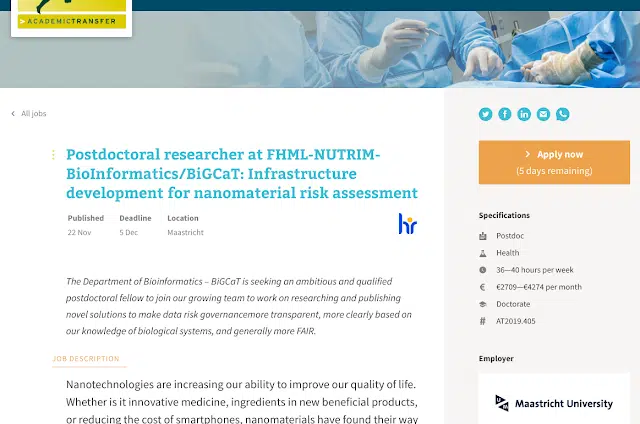 > ACADEMICTRANSFER
< All jobs
Postdoctoral researcher at FHML-NUTRIM-
BioInformatics/BiGCaT: Infrastructure
development for nanomaterial risk assessment
Published Deadline Location
22 Nov 5 Dec Maastricht
hr
The Department of Bioinformatics – BiGCaT is seeking an ambitious and qualified
postdoctoral fellow to join our growing team to work on researching and publishing
novel solutions to make data risk governancemore transparent, more clearly based on
our knowledge of biological systems, and generally more FAIR.
JOB DESCRIPTION
Nanotechnologies are increasing our ability to improve our quality of life.
Whether is it innovative medicine, ingredients in new beneficial products,
or reducing the cost of smartphones, nanomaterials have found their way
> Apply now
(5 days remaining)
Specifications
Postdoc
Health
36—40 hours per week
€ €2709—€4274 per month
Doctorate
# AT2019.405
Employer
Maastricht University